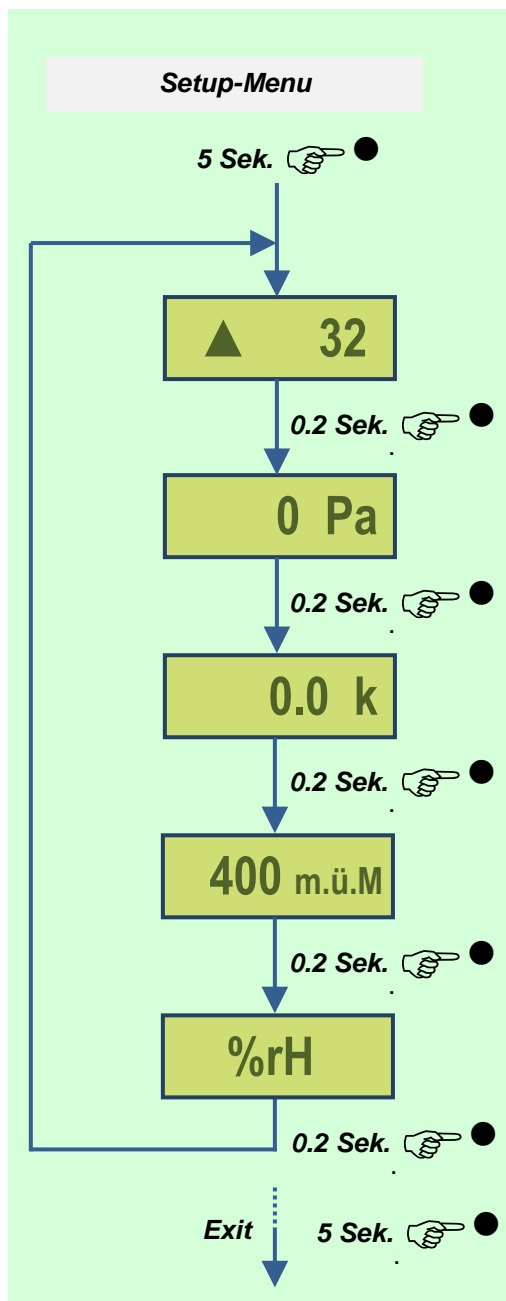 Setup-Menu
5 Sek.
▲ 32
0.2 Sek.
.
0 Pa
0.2 Sek.
.
0.0 k
0.2 Sek.
.
400 m.ü.M
0.2 Sek.
.
%rH
0.2 Sek.
.
Exit 5 Sek.
.